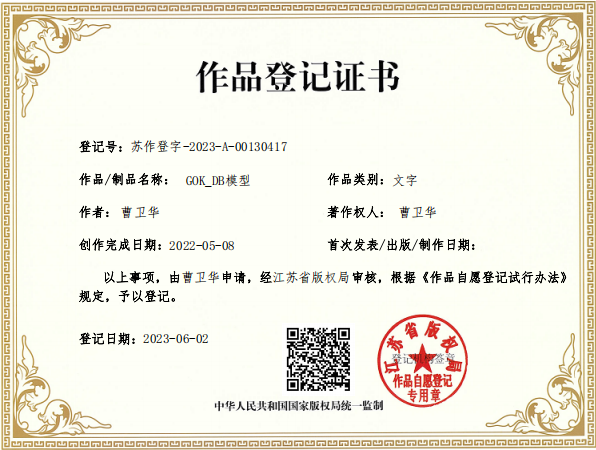 作品登记证书
登记号：苏作登字-2023-A-00130417
作品/制品名称： GOK_DB模型 作品类别：文字
作者：曹卫华 著作权人： 曹卫华
创作完成日期：2022-05-08 首次发表/出版/制作日期：
以上事项，由曹卫华申请，经江苏省版权局审核，根据《作品自愿登记试行办法》
规定，予以登记。
登记日期：2023-06-02
登记机构签章
江苏省版权局
作品自愿登记
专用章
中华人民共和国国家版权局统一监制